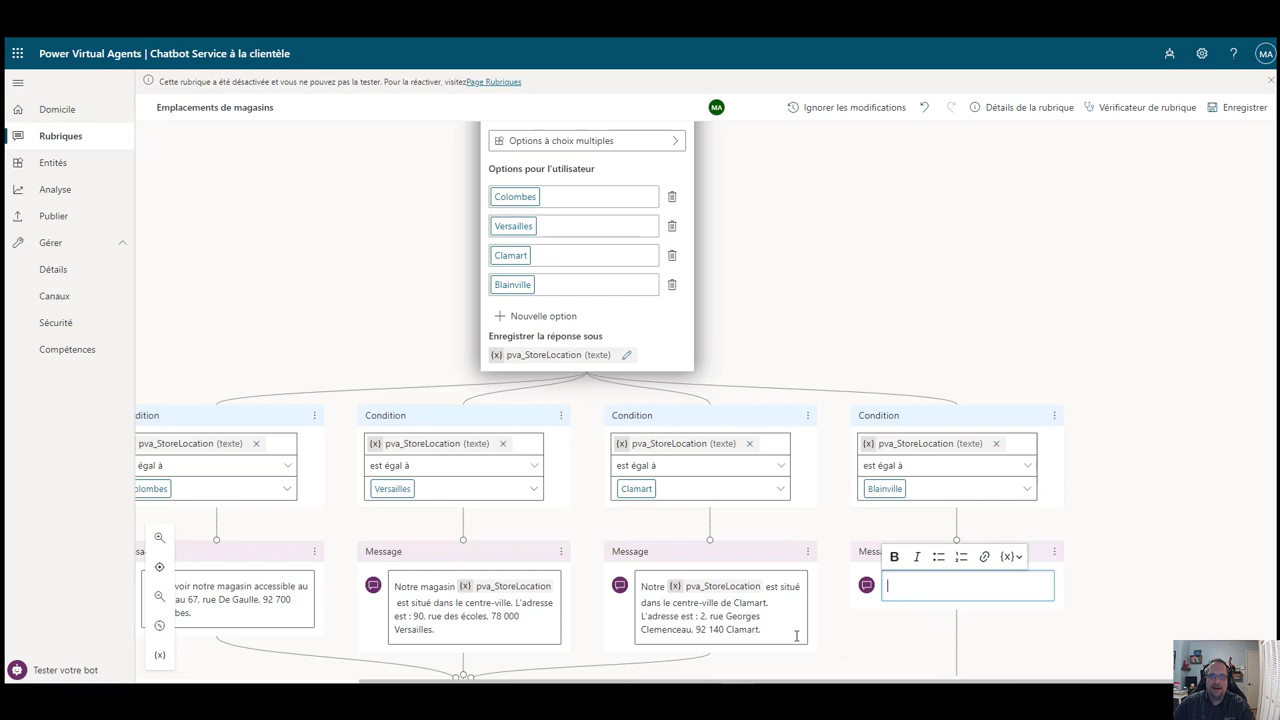 Power Virtual Agents | Chatbot Service à la clientèle
MA
Cette rubrique a été désactivée et vous ne pouvez pas la tester. Pour la réactiver, visitezPage Rubriques
Domicile
Rubriques
Entités
Analyse
Publier
Gérer
Détails
Canaux
Sécurité
Compétences
Tester votre bot
Emplacements de magasins
MA
Ignorer les modifications
Détails de la rubrique
Vérificateur de rubrique
Enregistrer
Options à choix multiples
Options pour l'utilisateur
Colombes
Versailles
Clamart
Blainville
Nouvelle option
Enregistrer la réponse sous
{x} pva_StoreLocation (texte)
dition
pva_StoreLocation (texte)
égal à
olombes
voir notre magasin accessible au
au 67, rue De Gaulle, 92 700
bes.
{x}
Condition
{x} pva_StoreLocation (texte)
est égal à
Versailles
Message
Notre magasin {x} pva_StoreLocation
est situé dans le centre-ville. L'adresse
est : 90, rue des écoles, 78 000
Versailles.
Condition
{x} pva_StoreLocation (texte)
est égal à
Clamart
Message
Notre {x} pva_StoreLocation est situé
dans le centre-ville de Clamart.
L'adresse est : 2, rue Georges
Clemenceau, 92 140 Clamart.
Condition
{x} pva_StoreLocation (texte)
est égal à
Blainville
Mess
B I {x}